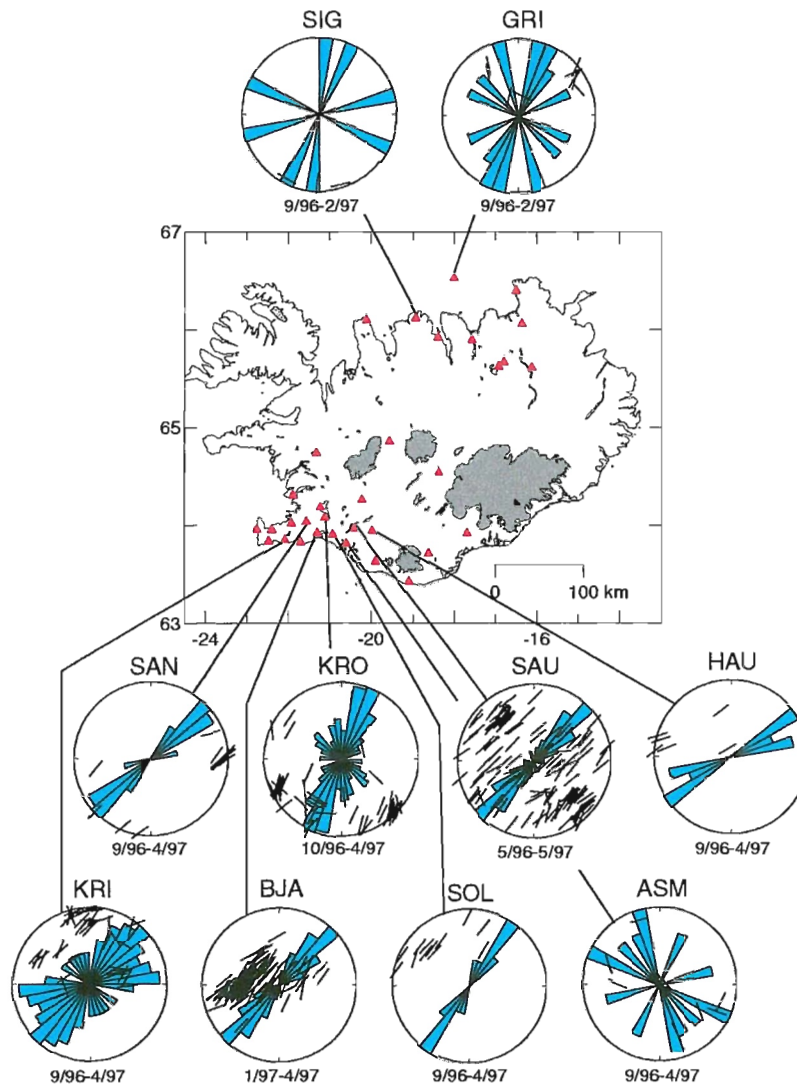 SIG GRI
9/96-2/97 9/96-2/97
67
65
0 100 km
63
-24 -20 -16
SAN KRO SAU HAU
9/96-4/97 10/96-4/97 5/96-5/97 9/96-4/97
KRI BJA SOL ASM
9/96-4/97 1/97-4/97 9/96-4/97 9/96-4/97